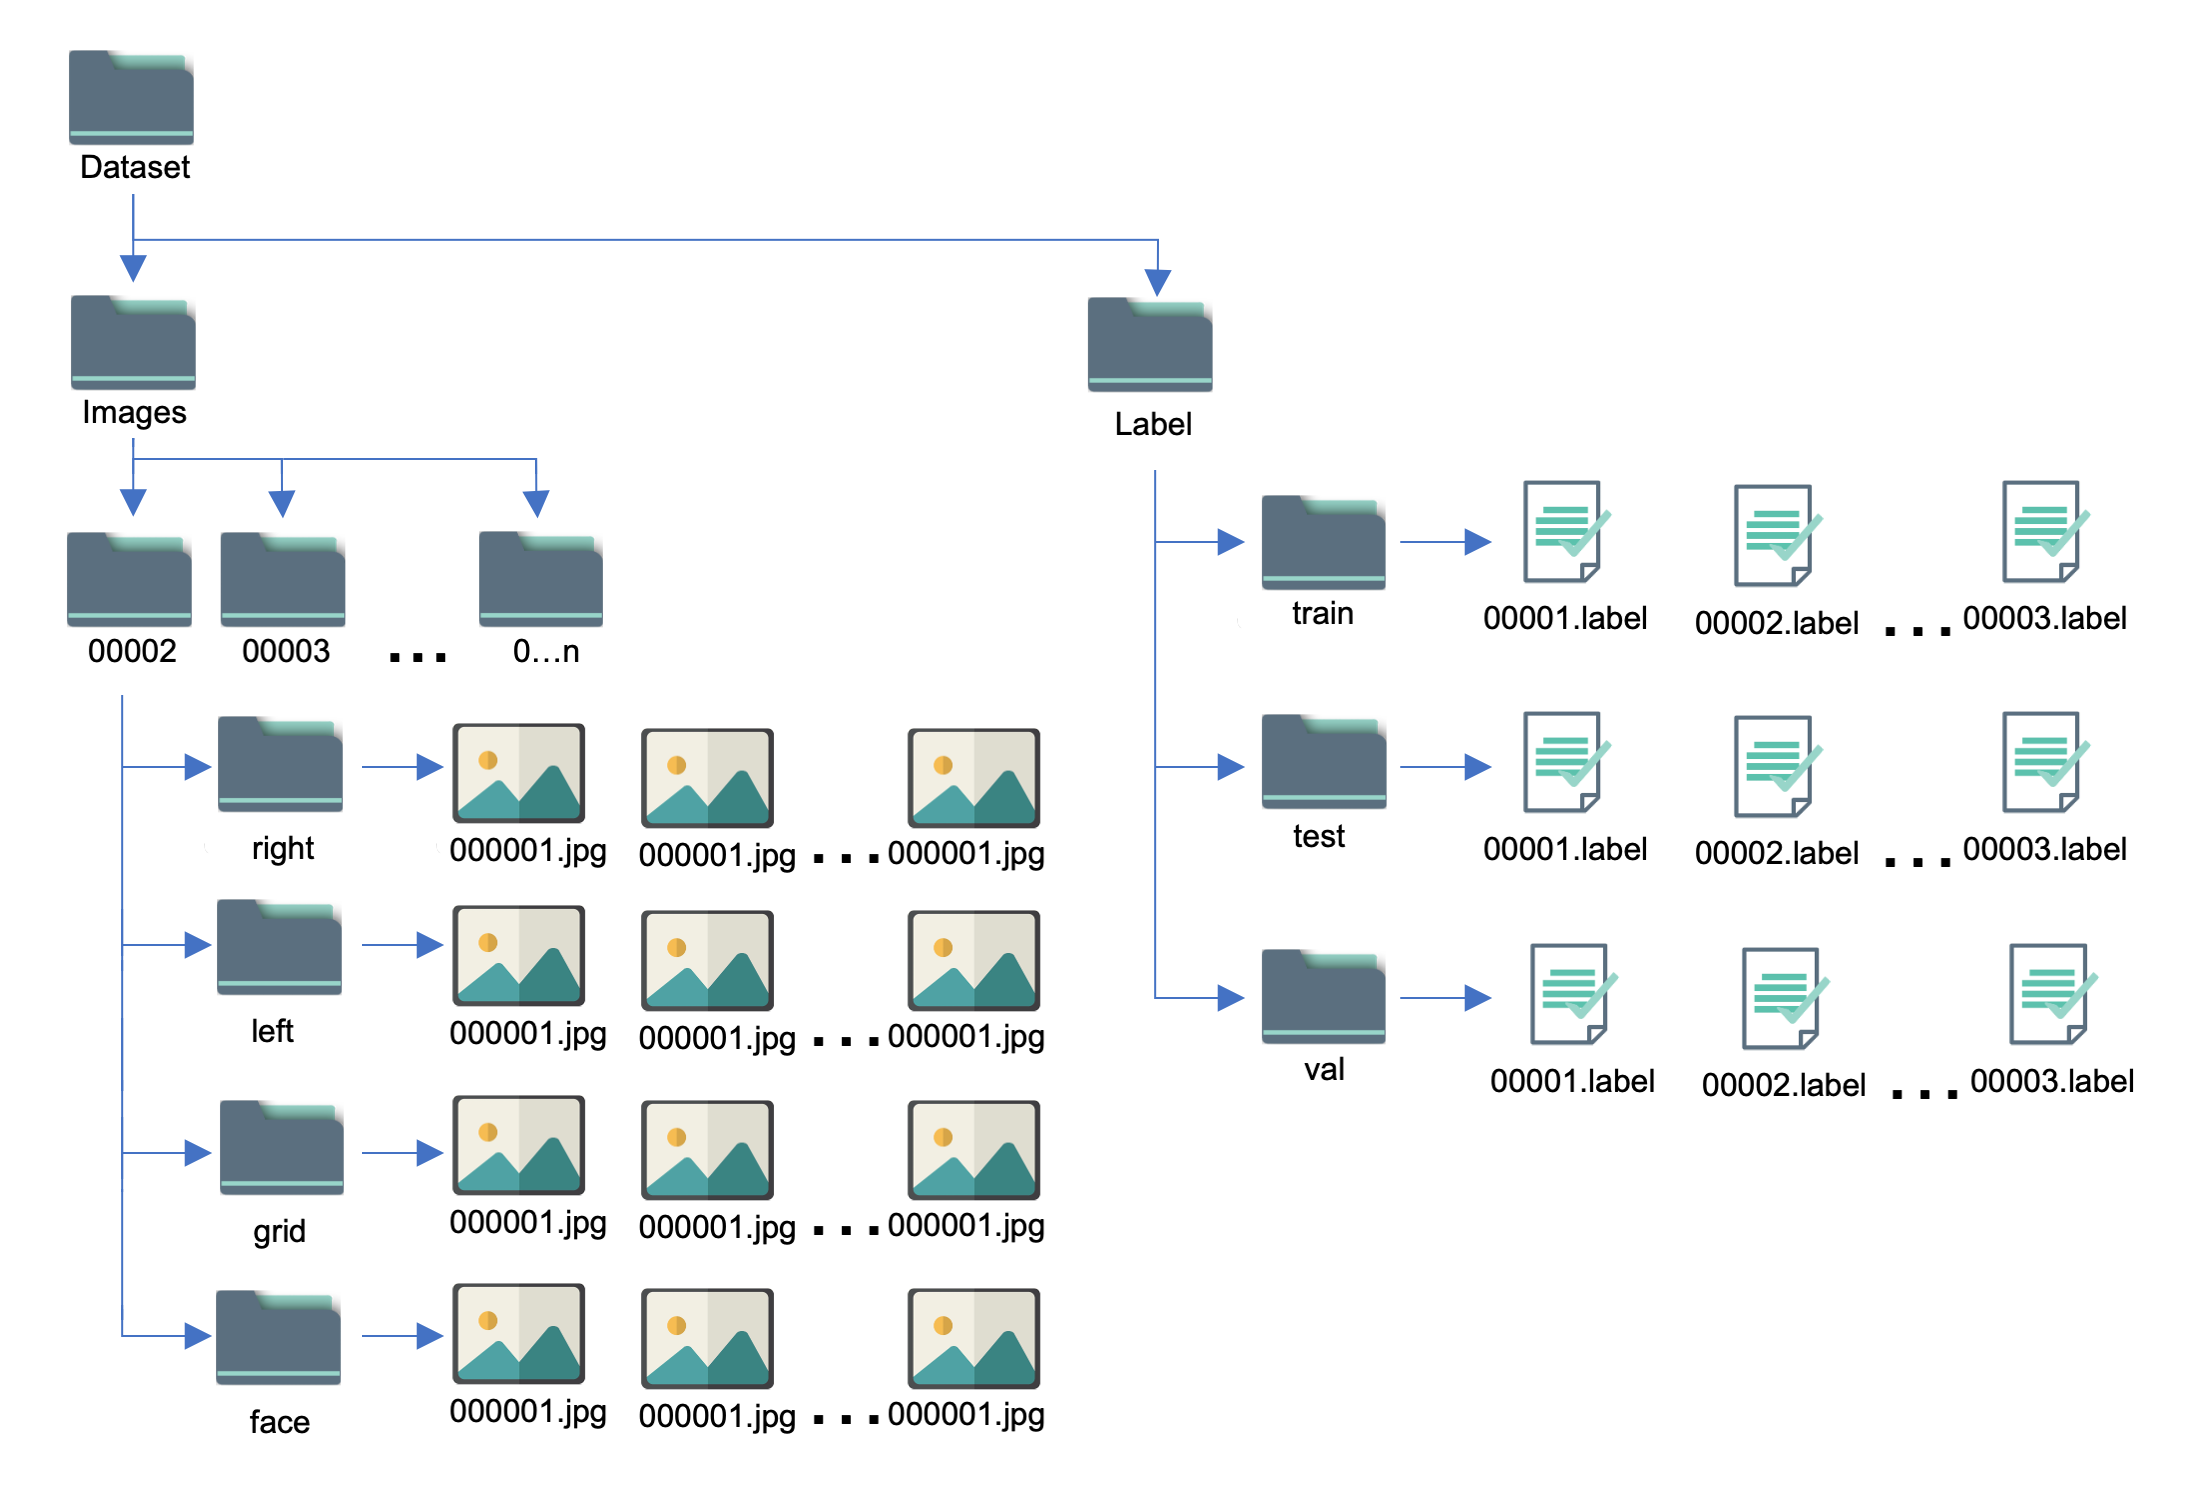 Dataset
Images
Label
00002 00003 ... 0...n
right
000001.jpg 000001.jpg ... 000001.jpg
left
000001.jpg 000001.jpg ... 000001.jpg
grid
000001.jpg 000001.jpg ... 000001.jpg
face
000001.jpg 000001.jpg ... 000001.jpg
train
00001.label 00002.label ... 00003.label
test
00001.label 00002.label ... 00003.label
val
00001.label 00002.label ... 00003.label